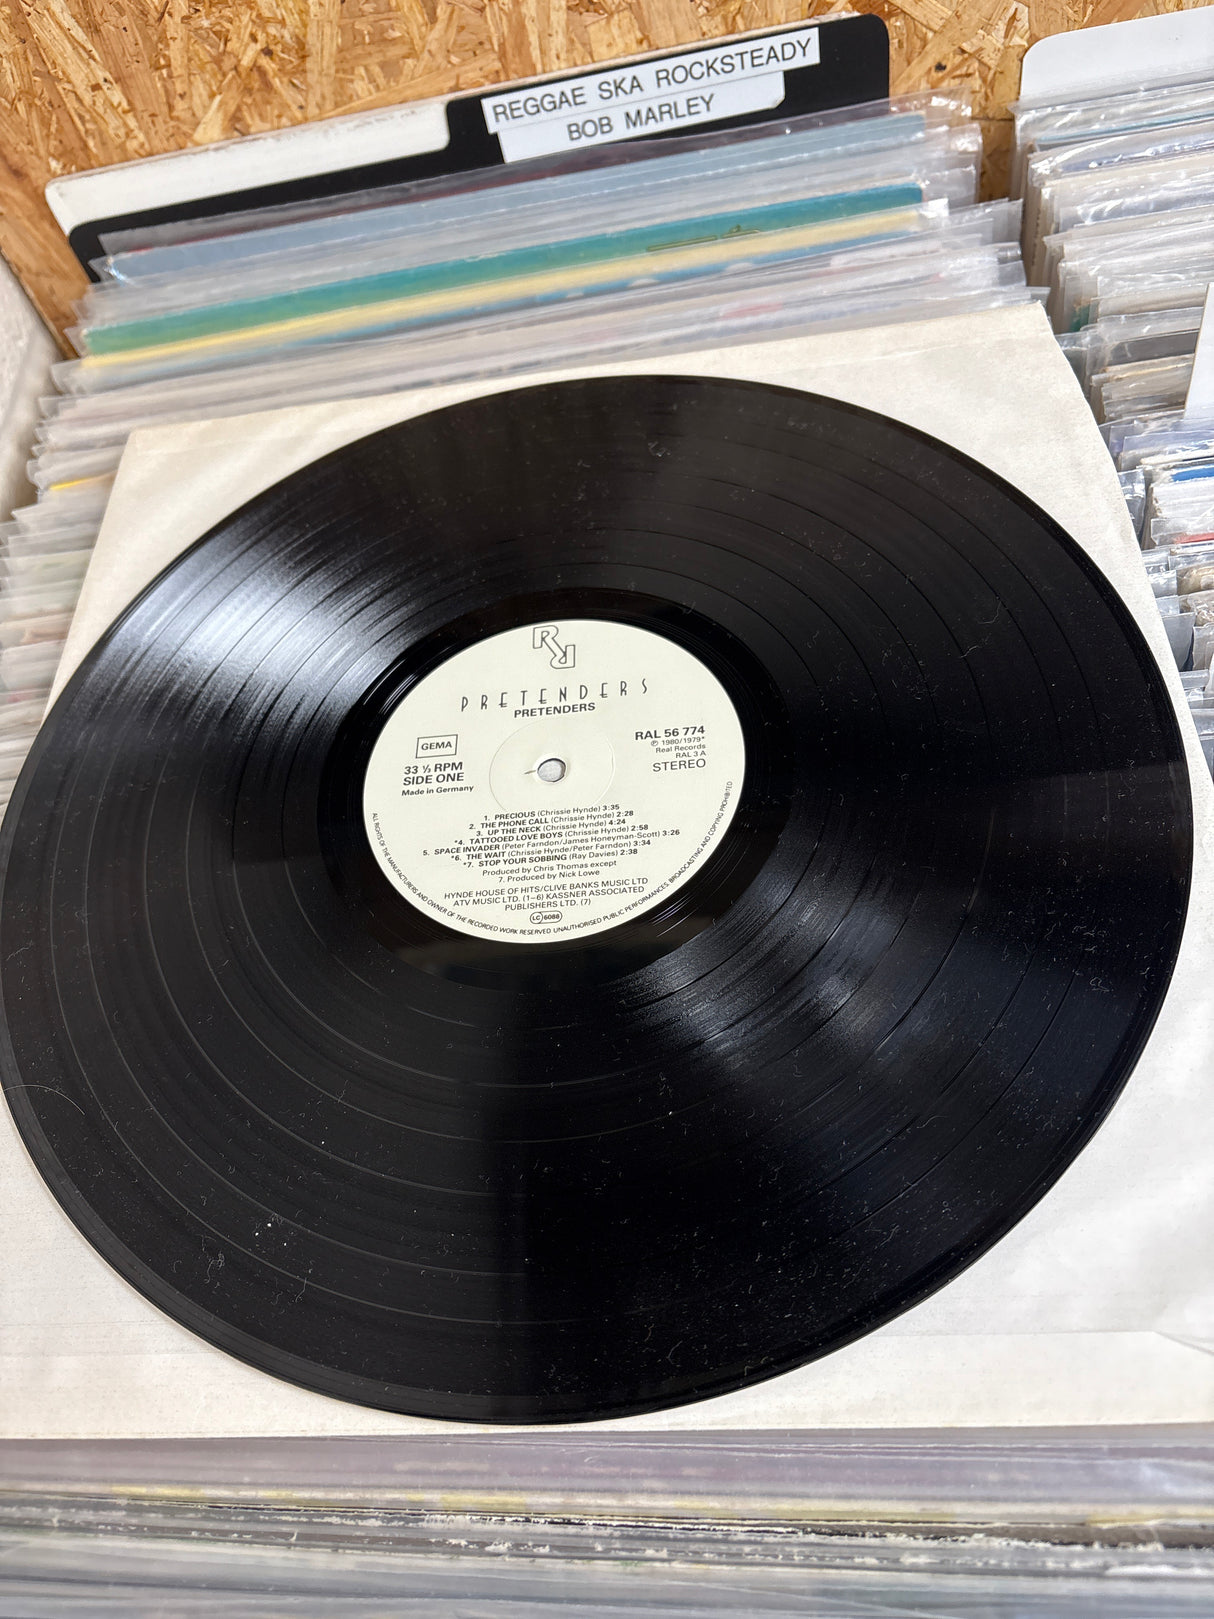 REGGAE SKA ROCKSTEADY
BOB MARLEY
PRETENDERS
PRETENDERS
GEMA
33 ⅓ RPM
SIDE ONE
Made in Germany
RAL 56 774
℗ 1980/1979*
Real Records
RAL 3 A
STEREO
1. PRECIOUS (Chrissie Hynde) 3:35
2. THE PHONE CALL (Chrissie Hynde) 2:28
3. UP THE NECK (Chrissie Hynde) 4:24
*4. TATTOOED LOVE BOYS (Chrissie Hynde) 2:58
5. SPACE INVADER (Peter Farndon/James Honeyman-Scott) 3:26
*6. THE WAIT (Chrissie Hynde/Peter Farndon) 3:34
*7. STOP YOUR SOBBING (Ray Davies) 2:38
Produced by Chris Thomas except
7. Produced by Nick Lowe
HYNDE HOUSE OF HITS/CLIVE BANKS MUSIC LTD
ATV MUSIC LTD. (1–6) KASSNER ASSOCIATED
PUBLISHERS LTD. (7)
LC 6088
ALL RIGHTS OF THE MANUFACTURERS AND OWNER OF THE RECORDED WORK RESERVED. UNAUTHORISED PUBLIC PERFORMANCES, BROADCASTING AND COPYING PROHIBITED.